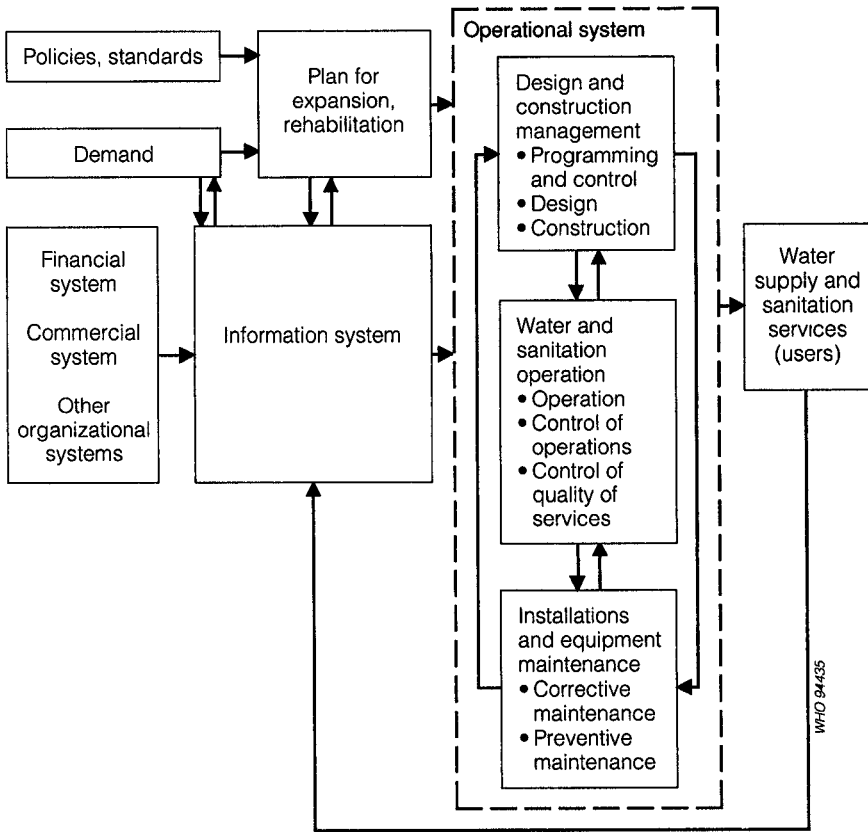 Policies, standards
Demand
Plan for
expansion,
rehabilitation
Financial
system
Commercial
system
Other
organizational
systems
Information system
Operational system
Design and
construction
management
• Programming
and control
• Design
• Construction
Water and
sanitation
operation
• Operation
• Control of
operations
• Control of
quality of
services
Installations
and equipment
maintenance
• Corrective
maintenance
• Preventive
maintenance
Water
supply and
sanitation
services
(users)
WHO 94435